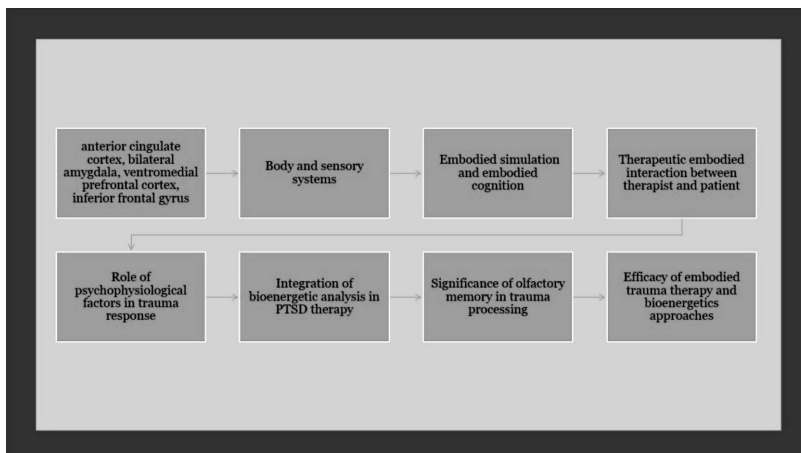 anterior cingulate
cortex, bilateral
amygdala, ventromedial
prefrontal cortex,
inferior frontal gyrus
Body and sensory
systems
Embodied simulation
and embodied
cognition
Therapeutic embodied
interaction between
therapist and patient
Role of
psychophysiological
factors in trauma
response
Integration of
bioenergetic analysis in
PTSD therapy
Significance of olfactory
memory in trauma
processing
Efficacy of embodied
trauma therapy and
bioenergetics
approaches